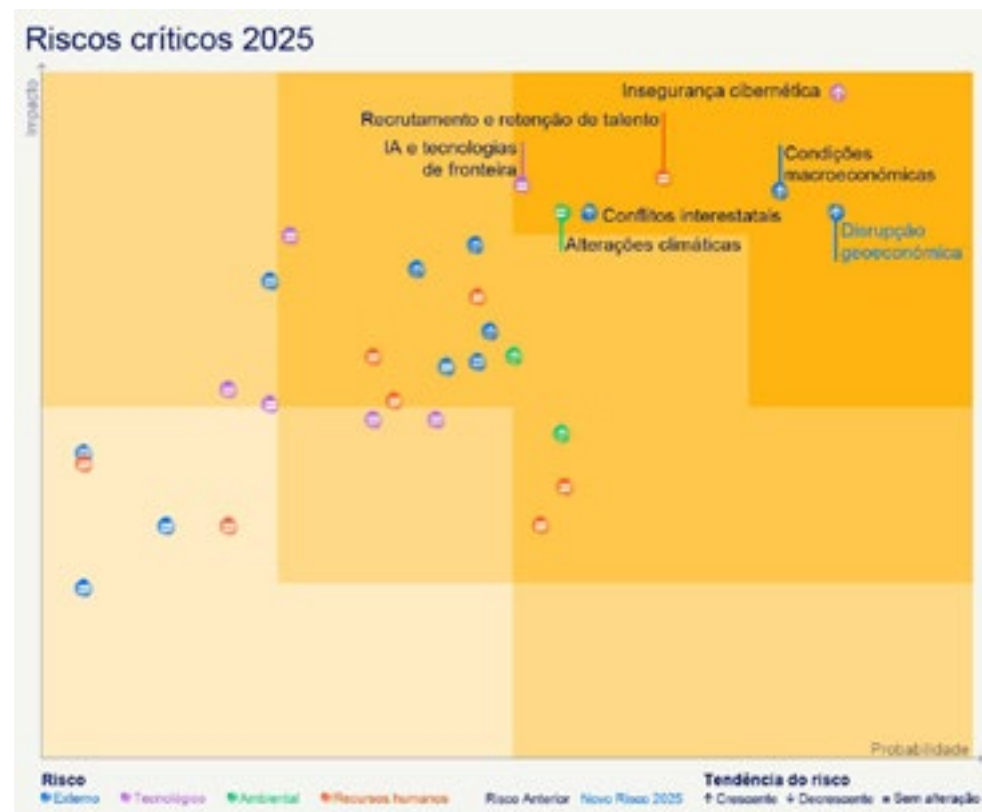 Riscos críticos 2025
Impacto
Insegurança cibernética
Recrutamento e retenção de talento
IA e tecnologias
de fronteira
Condições
macroeconómicas
Conflitos interestatais
Alterações climáticas
Disrupção
geoeconómica
Probabilidade
Risco
Externo Tecnológico Ambiental Recursos humanos Risco Anterior Novo Risco 2025
Tendência do risco
Crescente Decrescente Sem alteração